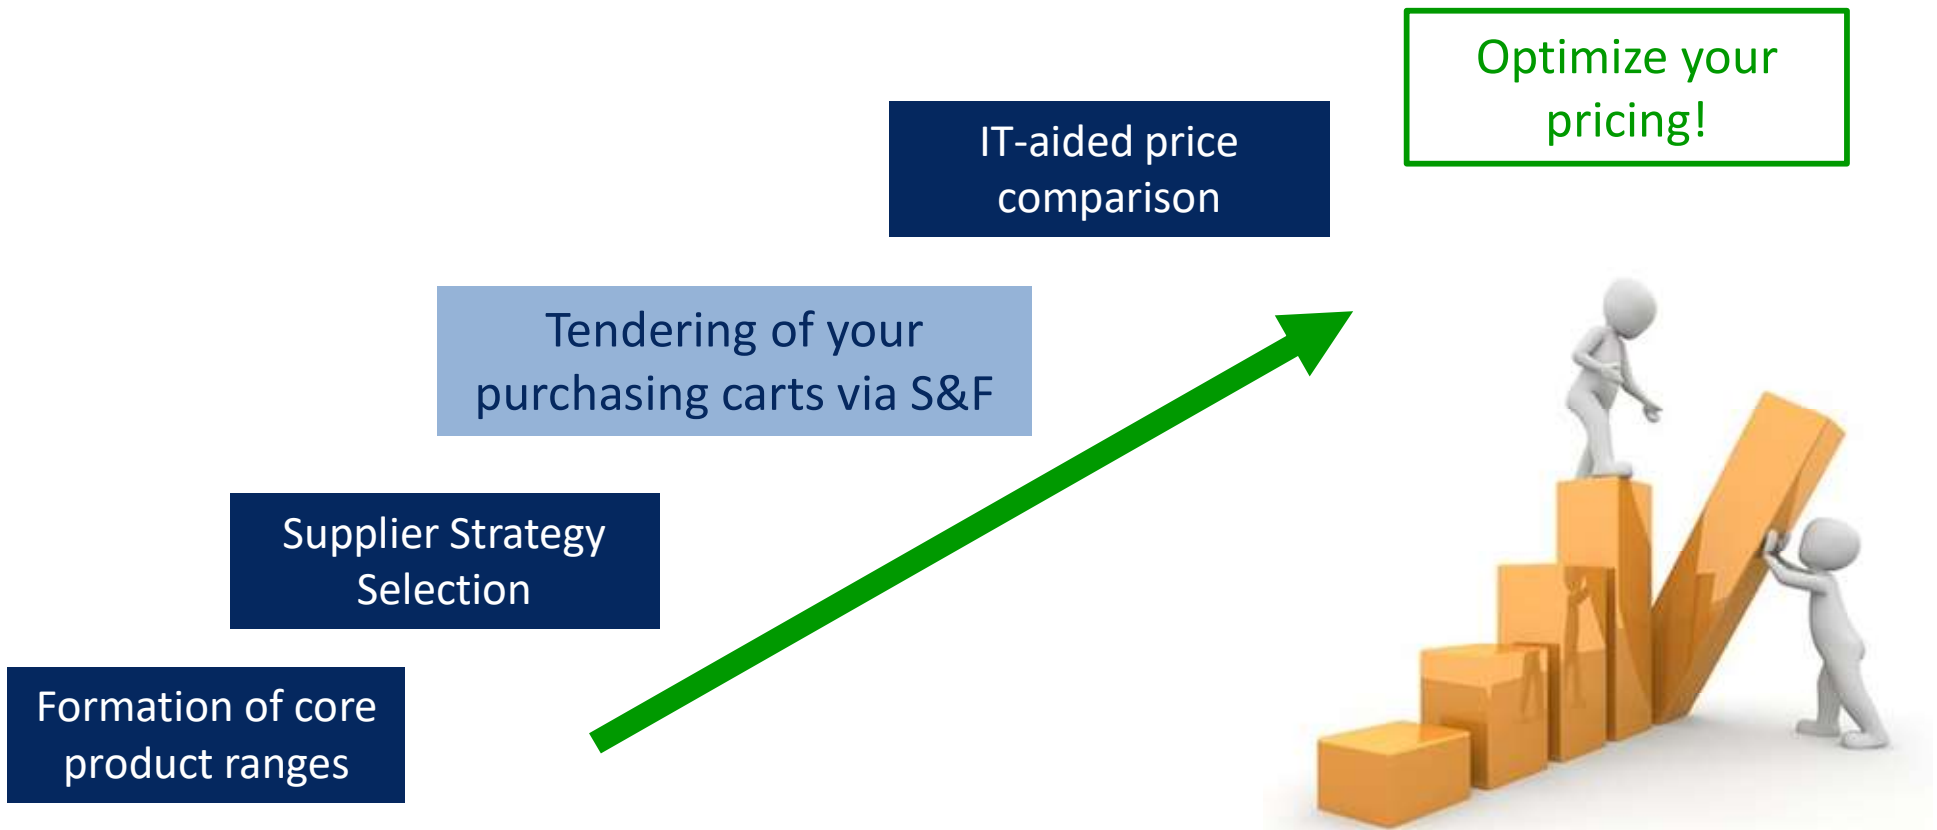 Optimize your
pricing!
IT-aided price
comparison
Tendering of your
purchasing carts via S&F
Supplier Strategy
Selection
Formation of core
product ranges